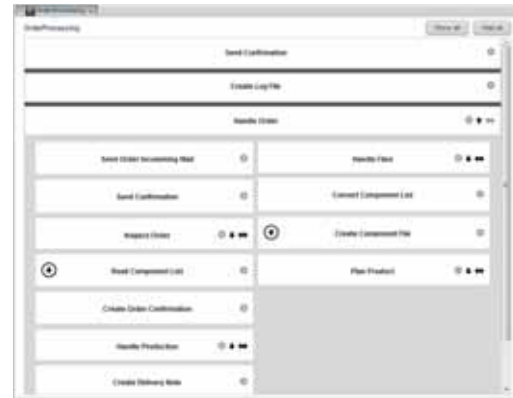 OrderProcessing
OrderProcessing
Show all
Hide all
Send Confirmation
Create Log File
Handle Order
Send Order Incomming Mail
Handle Files
Send Confirmation
Convert Component List
Inspect Order
Create Component File
Read Component List
Plan Product
Create Order Confirmation
Handle Production
Create Delivery Note